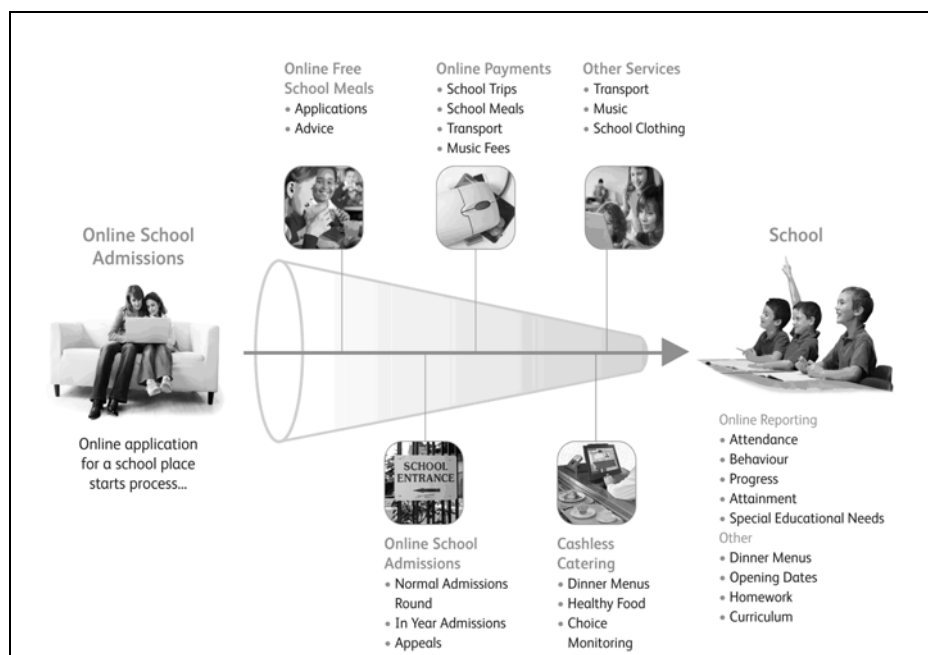 Online School
Admissions
Online application
for a school place
starts process...
Online Free
School Meals
• Applications
• Advice
Online Payments
• School Trips
• School Meals
• Transport
• Music Fees
Other Services
• Transport
• Music
• School Clothing
SCHOOL
ENTRANCE
Online School
Admissions
• Normal Admissions
Round
• In Year Admissions
• Appeals
Cashless
Catering
• Dinner Menus
• Healthy Food
• Choice
Monitoring
School
Online Reporting
• Attendance
• Behaviour
• Progress
• Attainment
• Special Educational Needs
Other
• Dinner Menus
• Opening Dates
• Homework
• Curriculum